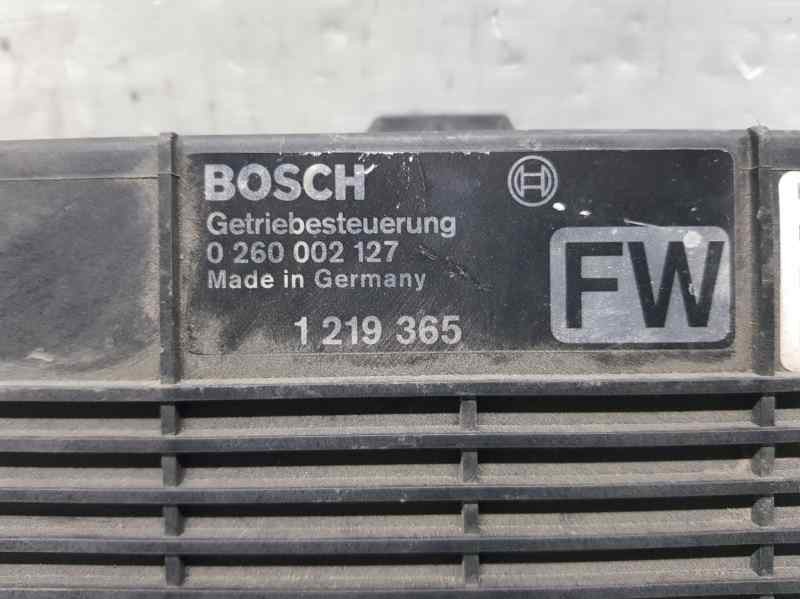 BOSCH
Getriebesteuerung
0 260 002 127
Made in Germany
1 219 365
FW